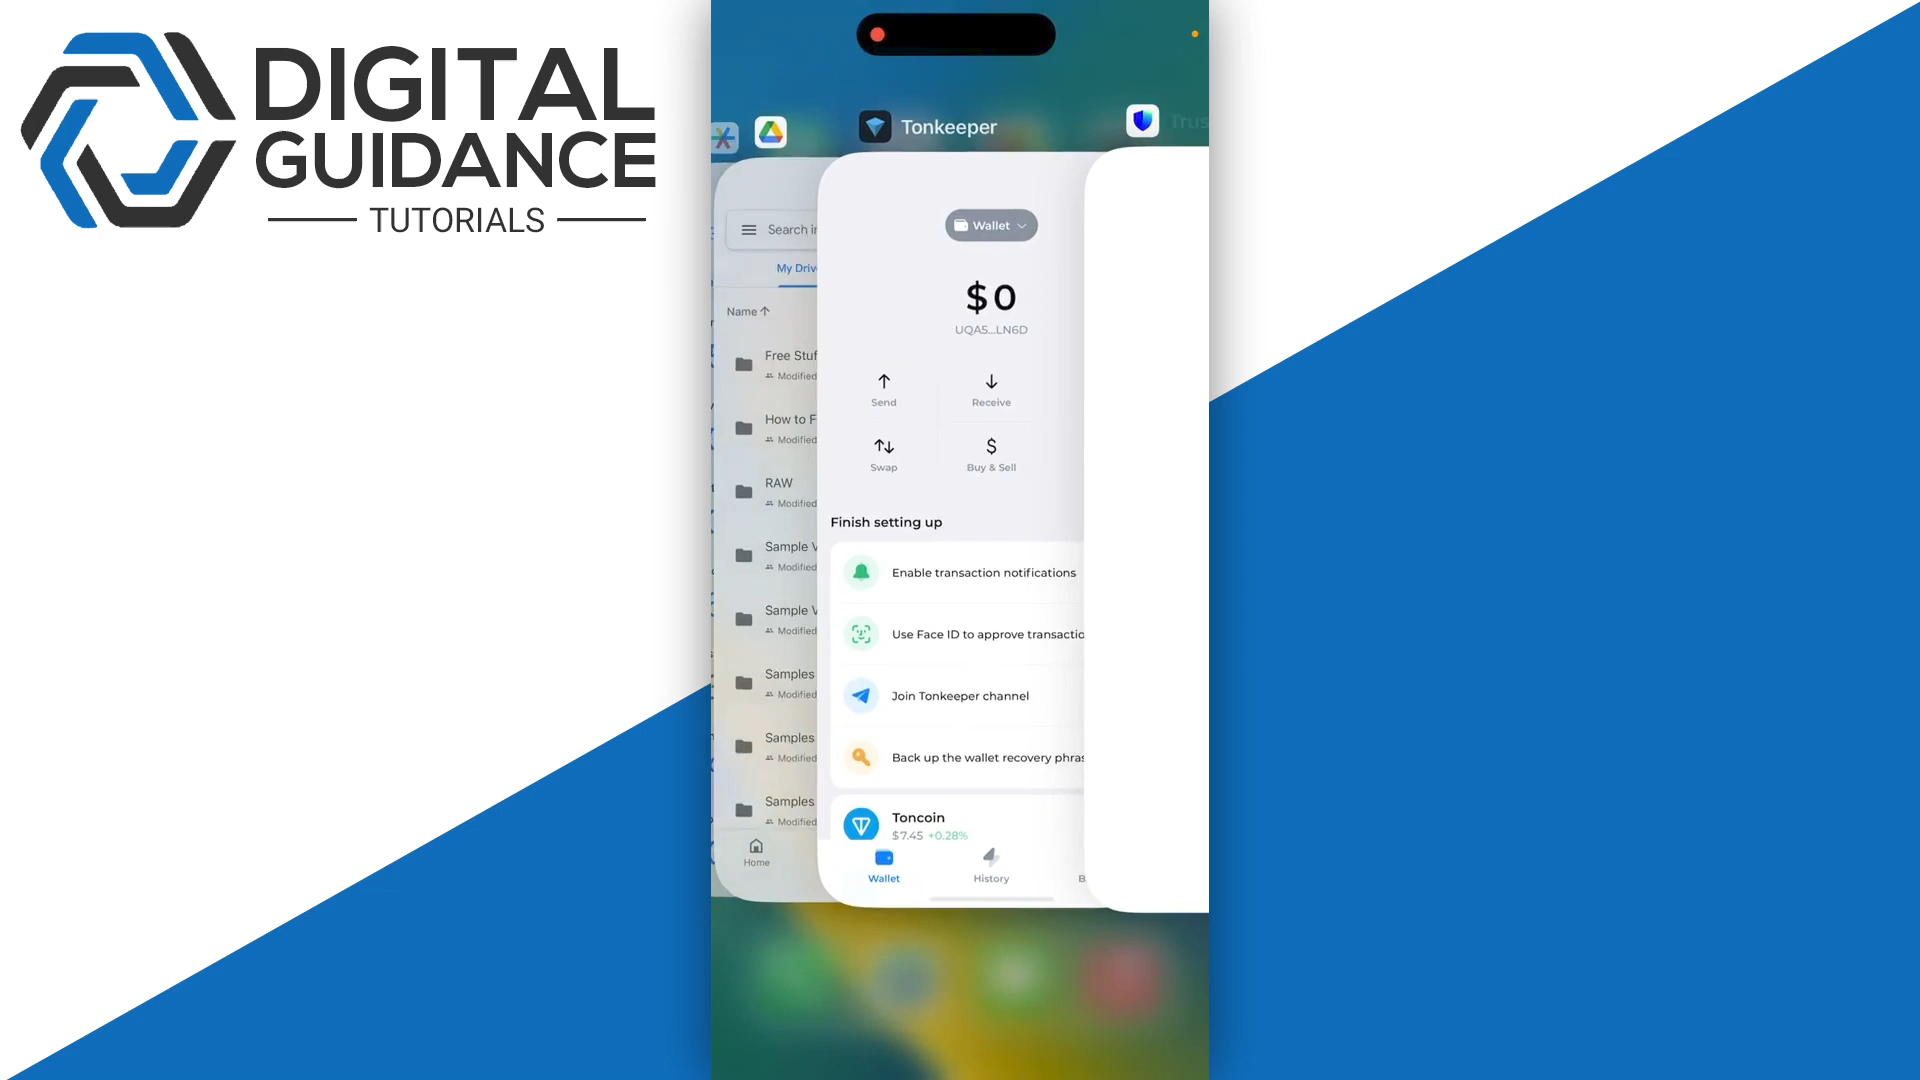 DIGITAL
GUIDANCE
TUTORIALS
Tonkeeper
Trus
Search in
My Driv
Name
Free Stuf
Modified
How to F
Modified
RAW
Modified
Sample V
Modified
Sample V
Modified
Samples
Modified
Samples
Modified
Samples
Modified
Home
Wallet
$0
UQA5...LN6D
Send
Receive
Swap
Buy & Sell
Finish setting up
Enable transaction notifications
Use Face ID to approve transactio
Join Tonkeeper channel
Back up the wallet recovery phras
Toncoin
$7.45 +0.28%
Wallet
History
B